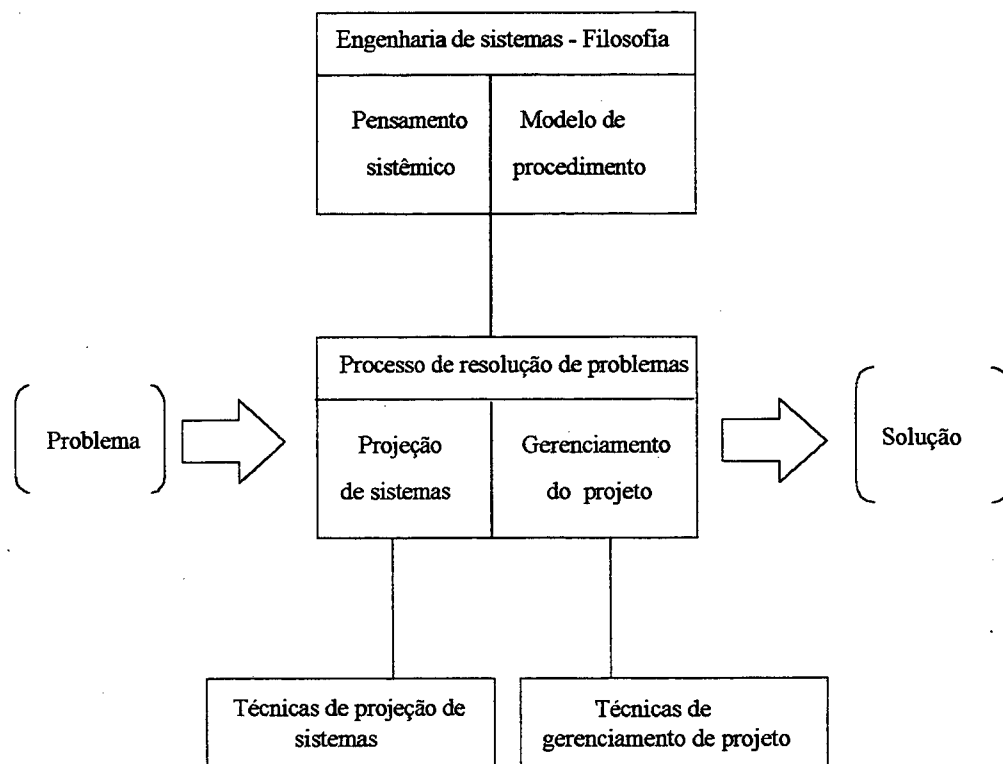 Engenharia de sistemas - Filosofia
Pensamento
sistêmico
Modelo de
procedimento
Processo de resolução de problemas
Problema
Projeção
de sistemas
Gerenciamento
do projeto
Solução
Técnicas de projeção de
sistemas
Técnicas de
gerenciamento de projeto